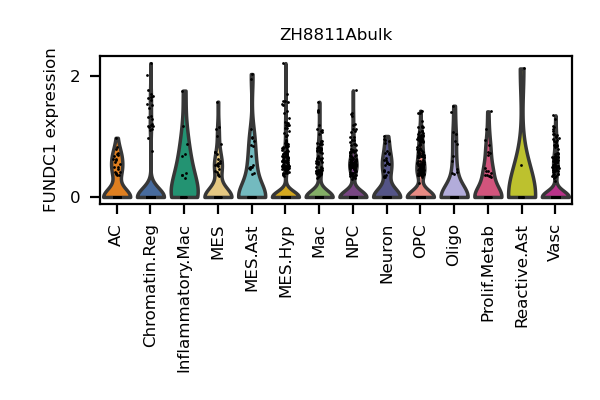 ZH8811Abulk
FUNDC1 expression
2
0
AC
Chromatin.Reg
Inflammatory.Mac
MES
MES.Ast
MES.Hyp
Mac
NPC
Neuron
OPC
Oligo
Prolif.Metab
Reactive.Ast
Vasc